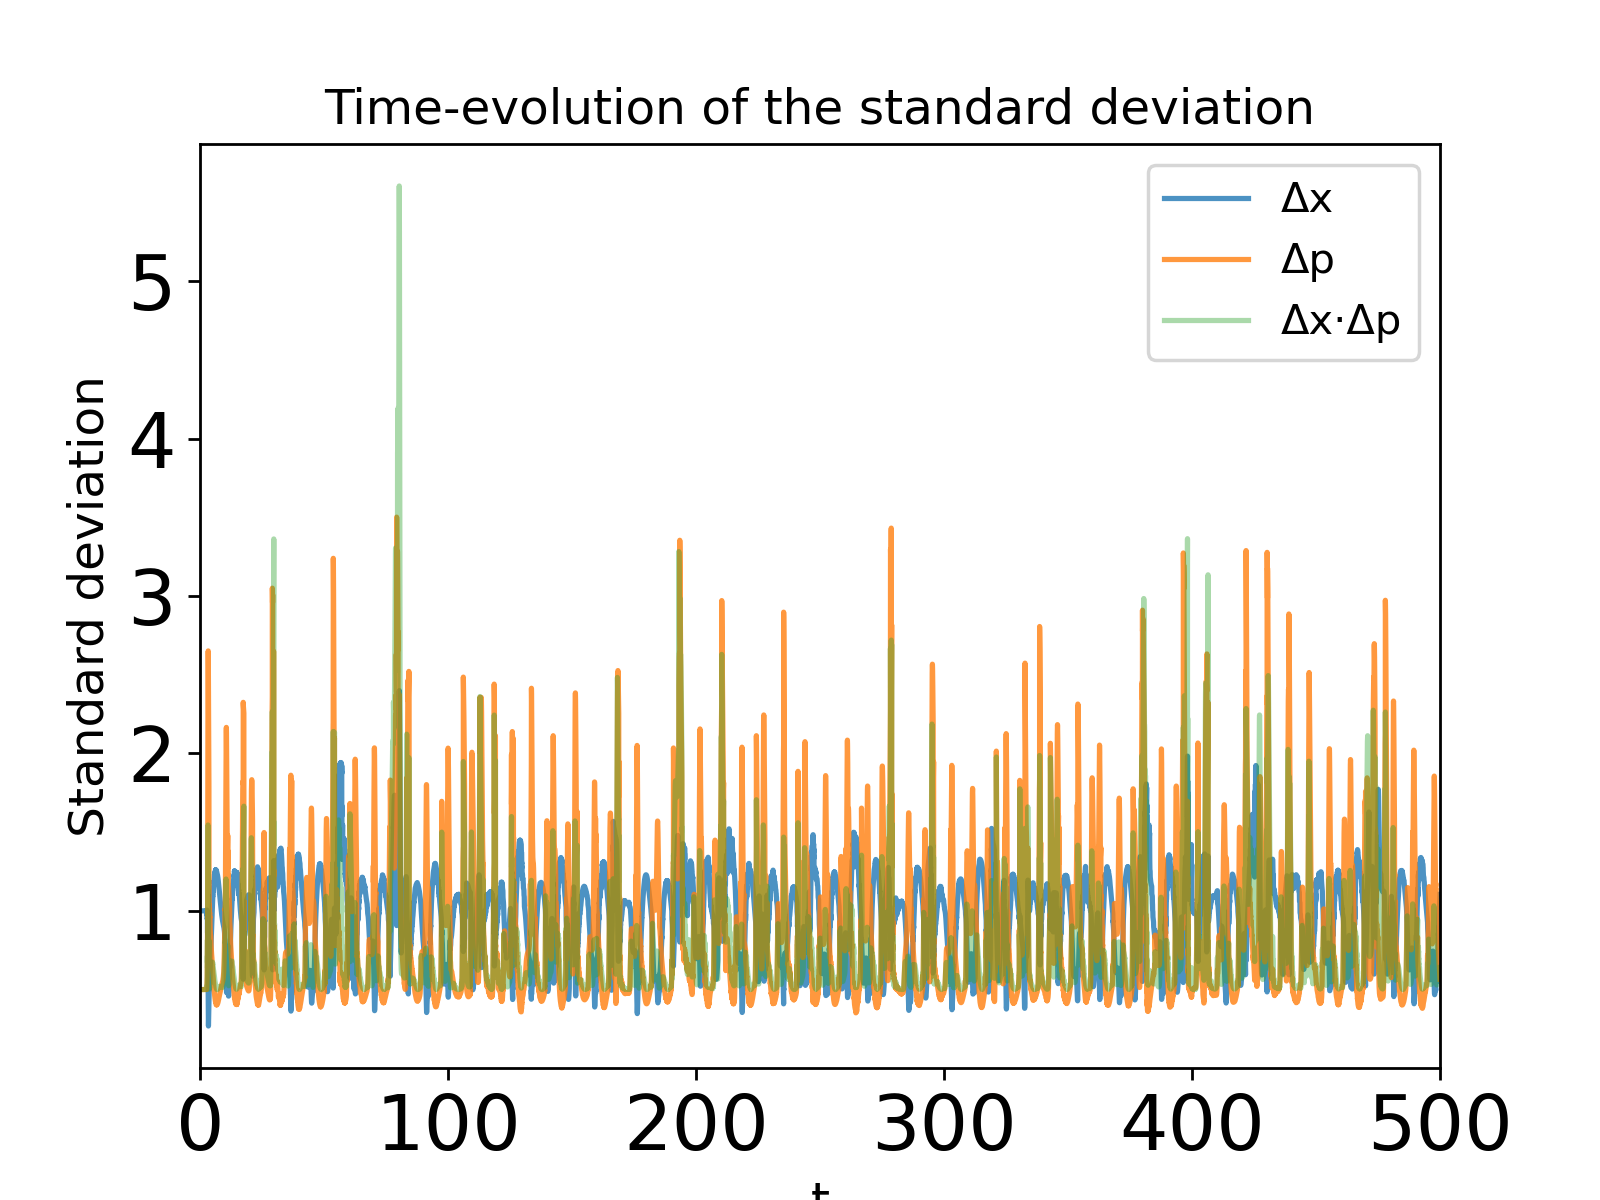 Time-evolution of the standard deviation
Δx
Δp
Δx·Δp
Standard deviation
5
4
3
2
1
0 100 200 300 400 500
t